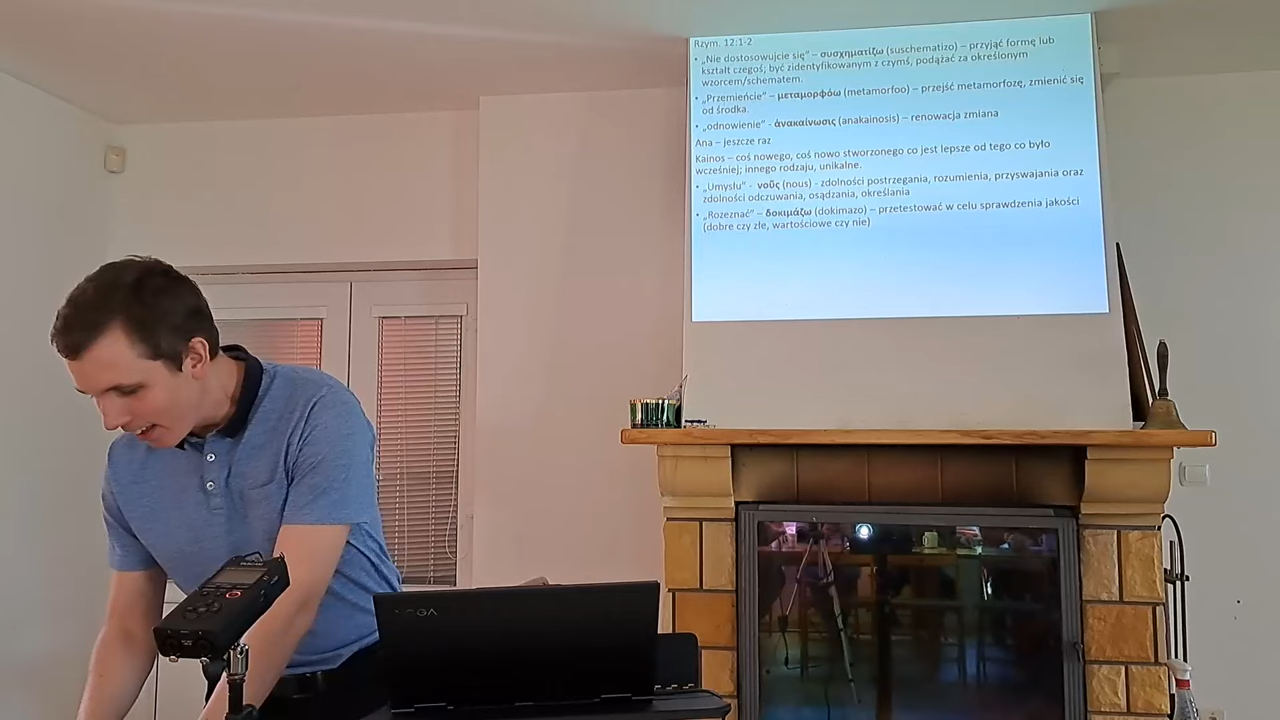 Rzym. 12:1-2
• „Nie dostosowujcie się” – συσχηματίζω (suschematizo) – przyjąć formę lub
kształt czegoś; być zidentyfikowanym z czymś, podążać za określonym
wzorcem/schematem.
• „Przemieńcie” – μεταμορφόω (metamorfoo) – przejść metamorfozę, zmienić się
od środka.
• „odnowienie” - ἀνακαίνωσις (anakainosis) – renowacja zmiana
Ana – jeszcze raz
Kainos – coś nowego, coś nowo stworzonego co jest lepsze od tego co było
wcześniej; innego rodzaju, unikalne.
• „Umysłu” - νοῦς (nous) - zdolności postrzegania, rozumienia, przyswajania oraz
zdolności odczuwania, osądzania, określania
• „Rozeznać” – δοκιμάζω (dokimazo) – przetestować w celu sprawdzenia jakości
(dobre czy złe, wartościowe czy nie)
TASCAM
YOGA